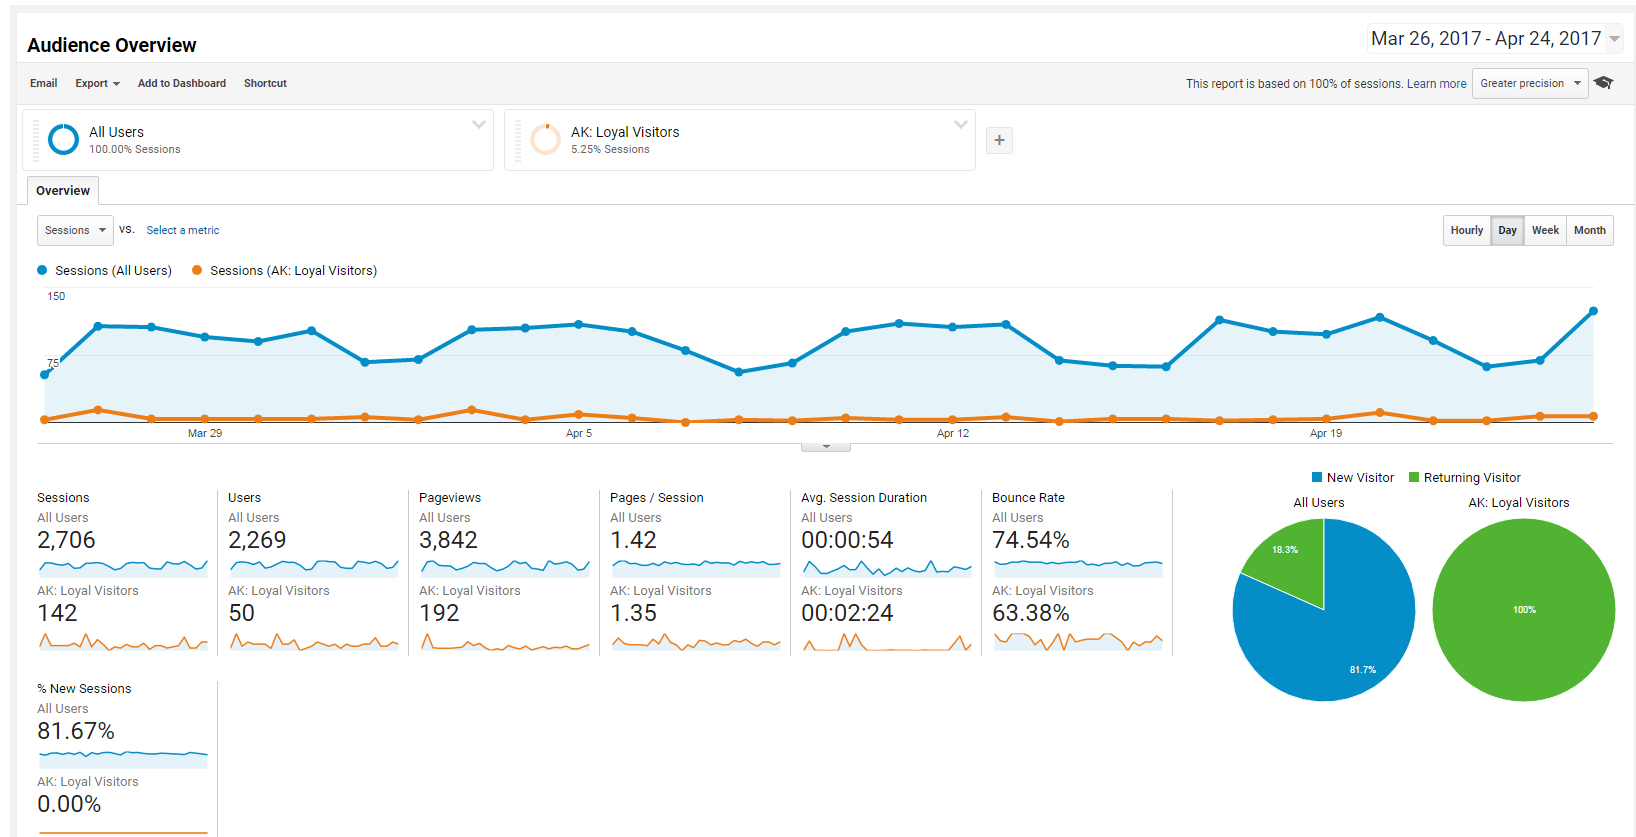 Audience Overview
Mar 26, 2017 - Apr 24, 2017
Email Export Add to Dashboard Shortcut
This report is based on 100% of sessions. Learn more Greater precision
All Users
100.00% Sessions
AK: Loyal Visitors
5.25% Sessions
+
Overview
Sessions vs. Select a metric
Hourly Day Week Month
Sessions (All Users) Sessions (AK: Loyal Visitors)
150
75
Mar 29 Apr 5 Apr 12 Apr 19
Sessions
All Users
2,706
AK: Loyal Visitors
142
Users
All Users
2,269
AK: Loyal Visitors
50
Pageviews
All Users
3,842
AK: Loyal Visitors
192
Pages / Session
All Users
1.42
AK: Loyal Visitors
1.35
Avg. Session Duration
All Users
00:00:54
AK: Loyal Visitors
00:02:24
Bounce Rate
All Users
74.54%
AK: Loyal Visitors
63.38%
New Visitor Returning Visitor
All Users
18.3%
81.7%
AK: Loyal Visitors
100%
% New Sessions
All Users
81.67%
AK: Loyal Visitors
0.00%